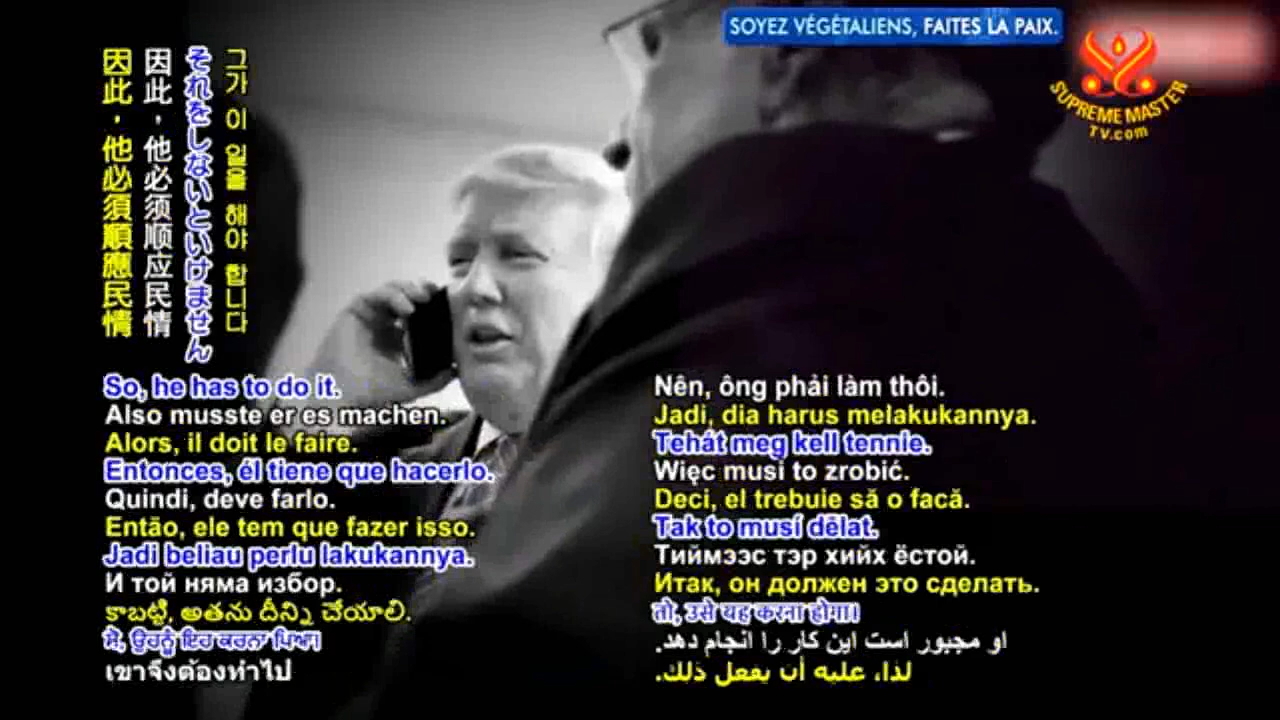 SOYEZ VÉGÉTALIENS, FAITES LA PAIX.
SUPREME MASTER
TV.com
因此，他必須順應民情
因此，他必须顺应民情
それをしないといけません
그가 이 일을 해야 합니다
So, he has to do it.
Also musste er es machen.
Alors, il doit le faire.
Entonces, él tiene que hacerlo.
Quindi, deve farlo.
Então, ele tem que fazer isso.
Jadi beliau perlu lakukannya.
И той няма избор.
కాబట్టి, అతను దీన్ని చేయాలి.
ਸੋ, ਉਹਨੂੰ ਇਹ ਕਰਨਾ ਪਿਆ।
เขาจึงต้องทำไป
Nên, ông phải làm thôi.
Jadi, dia harus melakukannya.
Tehát meg kell tennie.
Więc musi to zrobić.
Deci, el trebuie să o facă.
Tak to musí dělat.
Тиймээс тэр хийх ёстой.
Итак, он должен это сделать.
तो, उसे यह करना होगा।
او مجبور است این کار را انجام دهد.
لذا، عليه أن يفعل ذلك.